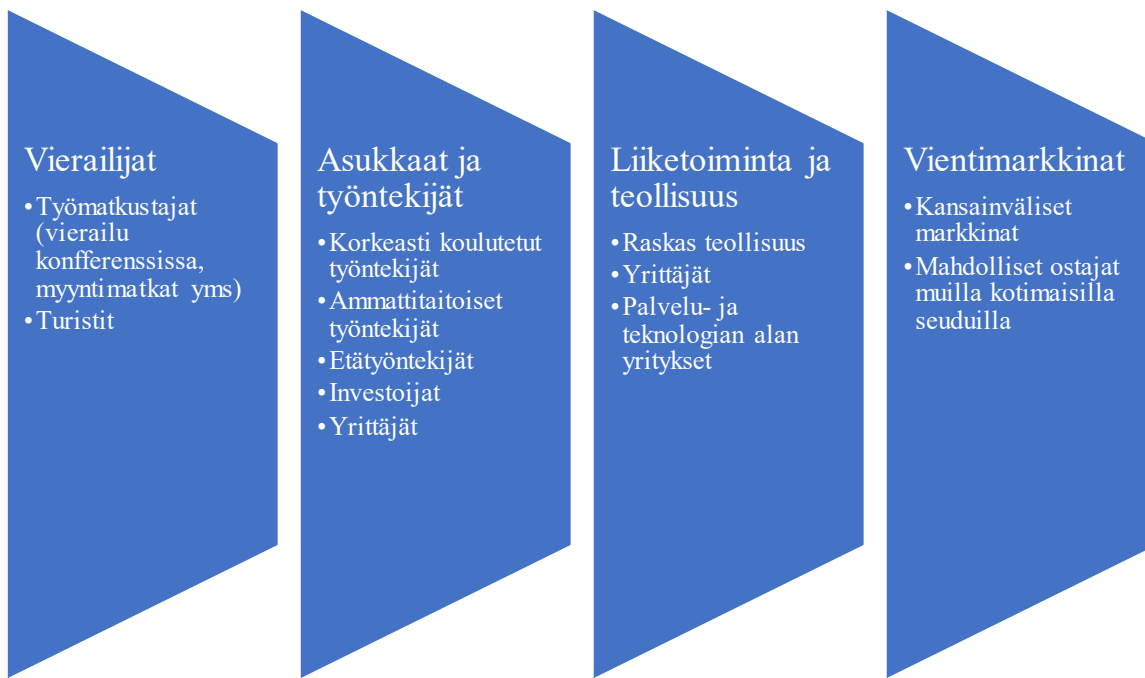 Vierailijat
•Työmatkustajat
(vierailu
konfferenssissa,
myyntimatkat yms)
•Turistit
Asukkaat ja
työntekijät
•Korkeasti koulutetut
työntekijät
•Ammattitaitoiset
työntekijät
•Etätyöntekijät
•Investoijat
•Yrittäjät
Liiketoiminta ja
teollisuus
•Raskas teollisuus
•Yrittäjät
•Palvelu- ja
teknologian alan
yritykset
Vientimarkkinat
•Kansainväliset
markkinat
•Mahdolliset ostajat
muilla kotimaisilla
seuduilla